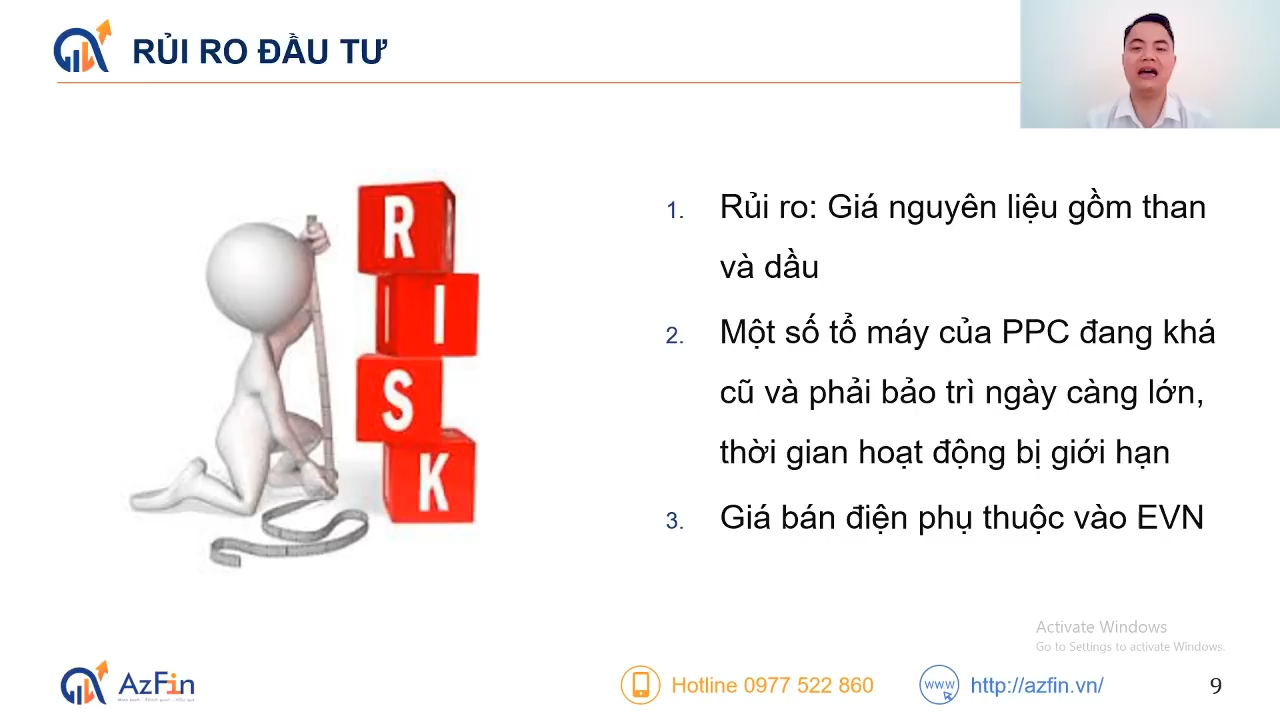 RỦI RO ĐẦU TƯ
R
I
S
K
1. Rủi ro: Giá nguyên liệu gồm than
và dầu
2. Một số tổ máy của PPC đang khá
cũ và phải bảo trì ngày càng lớn,
thời gian hoạt động bị giới hạn
3. Giá bán điện phụ thuộc vào EVN
Activate Windows
Go to Settings to activate Windows.
AzFin
Hotline 0977 522 860
www
http://azfin.vn/
9